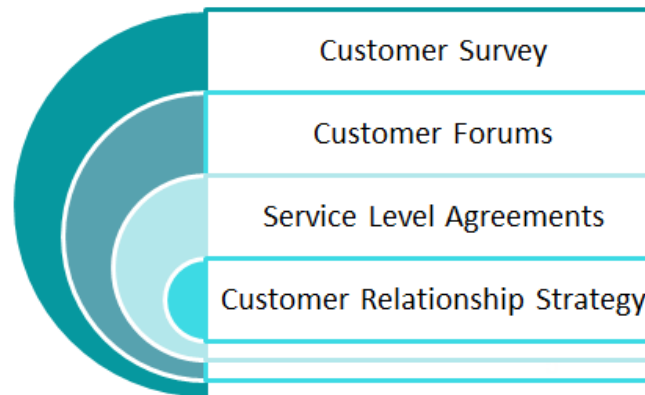 Customer Survey
Customer Forums
Service Level Agreements
Customer Relationship Strategy